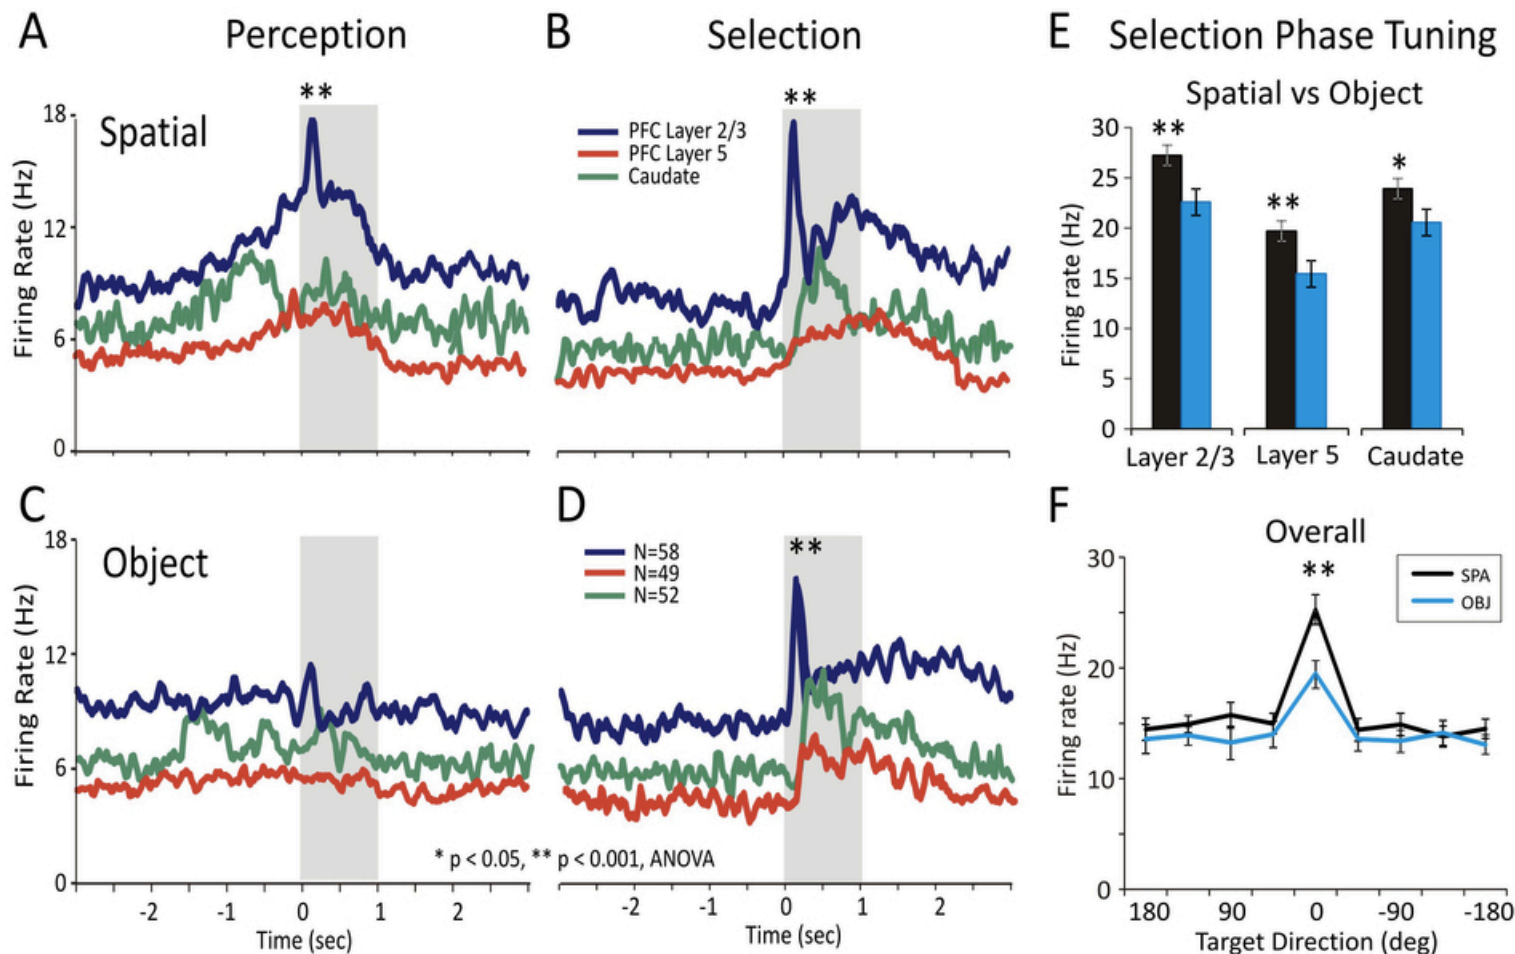 A Perception
B Selection
E Selection Phase Tuning
Spatial vs Object
**
**
18
12
6
0
Firing Rate (Hz)
Spatial
PFC Layer 2/3
PFC Layer 5
Caudate
30
25
20
15
10
5
0
Firing rate (Hz)
**
**
*
Layer 2/3 Layer 5 Caudate
C
D
F
Overall
18
12
6
0
Firing Rate (Hz)
Object
**
N=58
N=49
N=52
* p < 0.05, ** p < 0.001, ANOVA
-2 -1 0 1 2
Time (sec)
-2 -1 0 1 2
Time (sec)
30
20
10
0
Firing rate (Hz)
**
SPA
OBJ
180 90 0 -90 -180
Target Direction (deg)